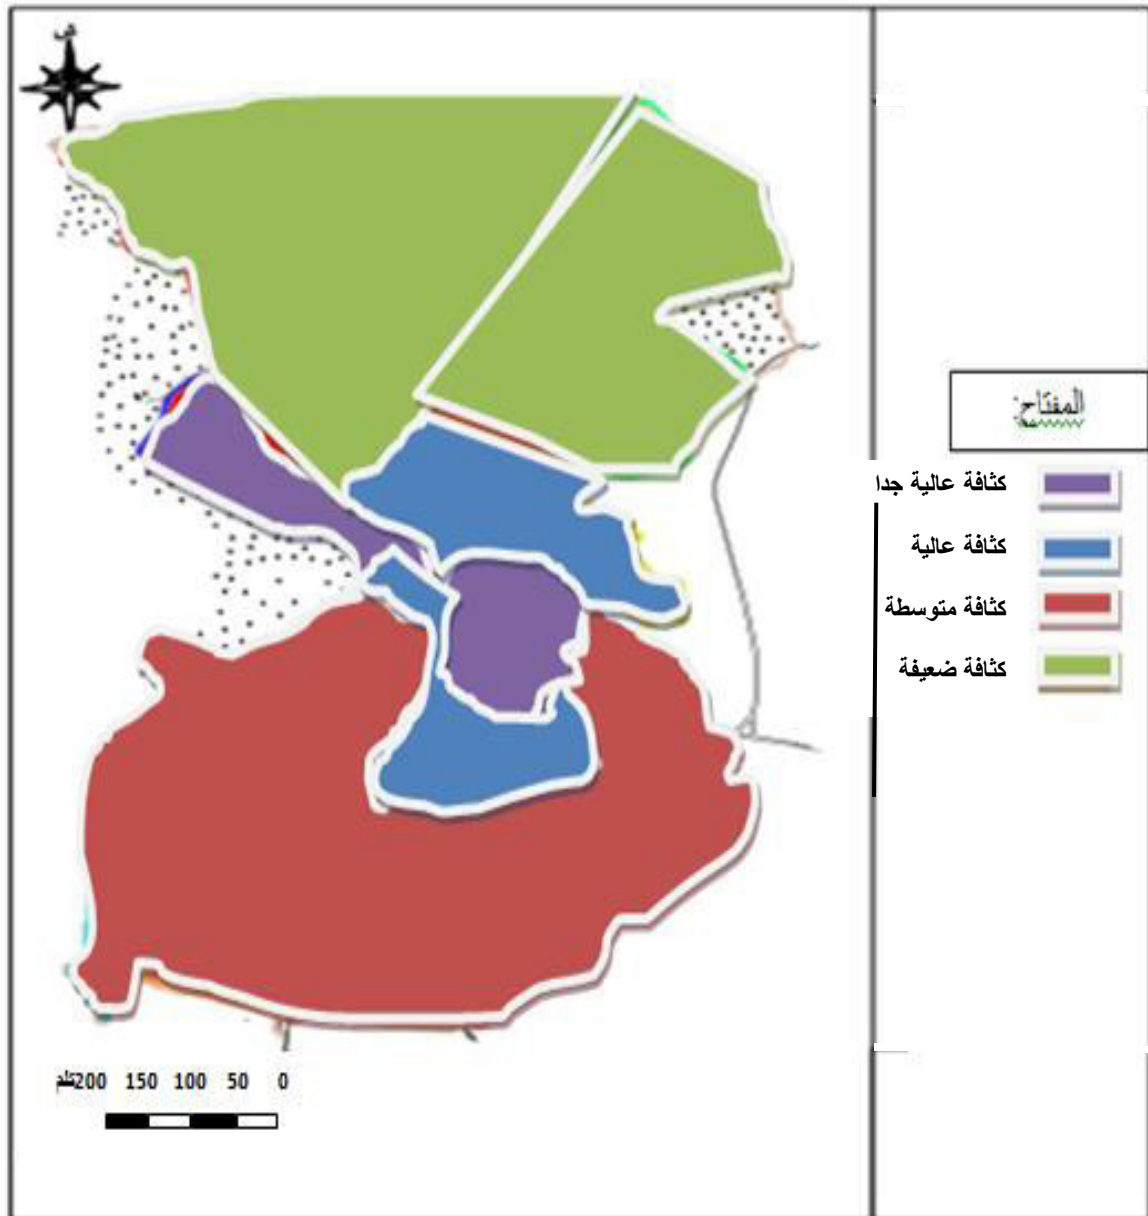 ش
المفتاح:
كثافة عالية جدا
كثافة عالية
كثافة متوسطة
كثافة ضعيفة
0 50 100 150 200كلم